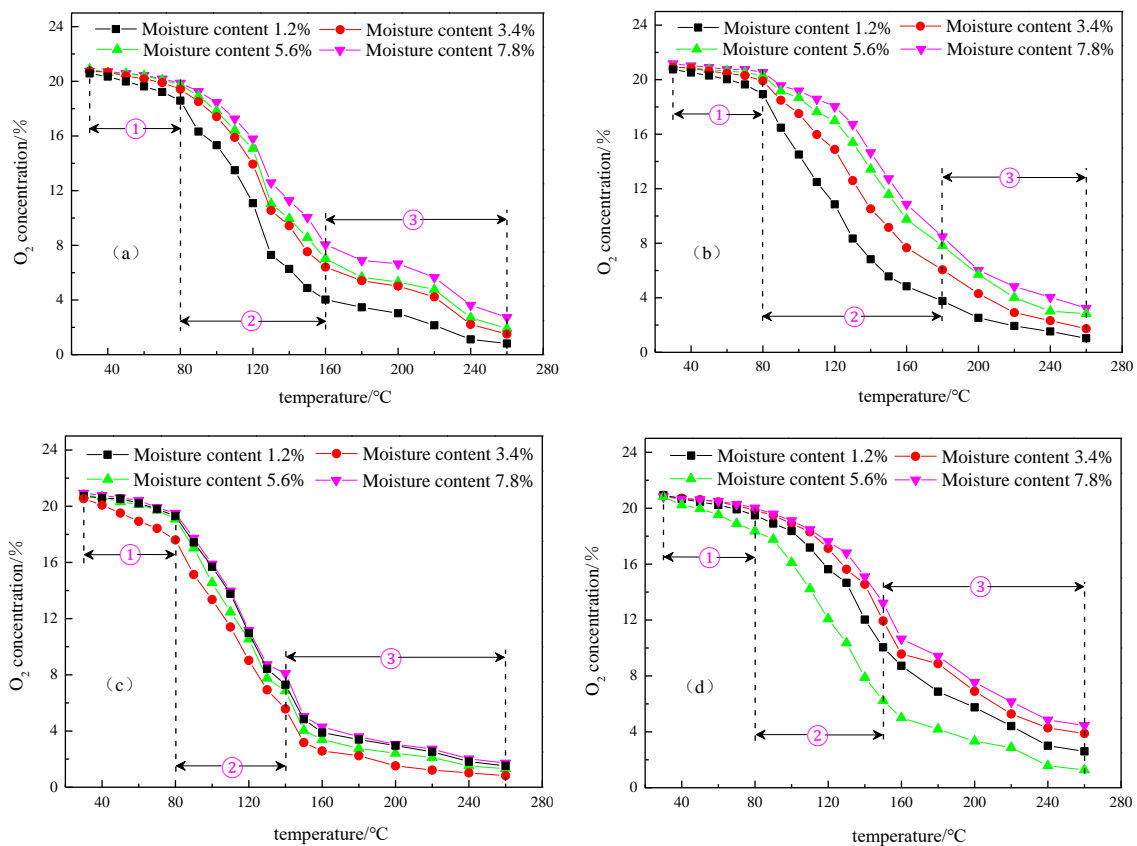 Moisture content 1.2% Moisture content 3.4%
Moisture content 5.6% Moisture content 7.8%
24
20
16
12
8
4
0
O2 concentration/%
① ② ③
(a)
40 80 120 160 200 240 280
temperature/℃
Moisture content 1.2% Moisture content 3.4%
Moisture content 5.6% Moisture content 7.8%
24
20
16
12
8
4
0
O2 concentration/%
① ② ③
(b)
40 80 120 160 200 240 280
temperature/℃
Moisture content 1.2% Moisture content 3.4%
Moisture content 5.6% Moisture content 7.8%
24
20
16
12
8
4
0
O2 concentration/%
① ② ③
(c)
40 80 120 160 200 240 280
temperature/℃
Moisture content 1.2% Moisture content 3.4%
Moisture content 5.6% Moisture content 7.8%
24
20
16
12
8
4
0
O2 concentration/%
① ② ③
(d)
40 80 120 160 200 240 280
temperature/℃